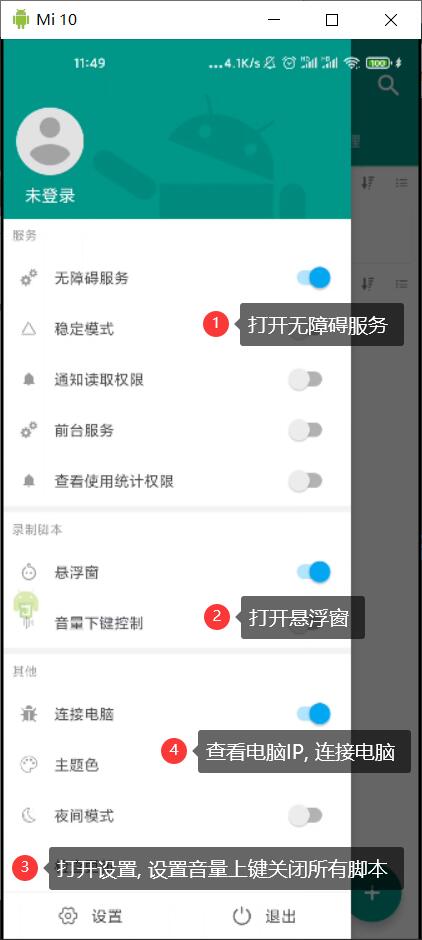 Mi 10
11:49
...4.1K/s
100
未登录
服务
无障碍服务
1 打开无障碍服务
稳定模式
通知读取权限
前台服务
查看使用统计权限
录制脚本
悬浮窗
2 打开悬浮窗
音量下键控制
其他
连接电脑
4 查看电脑IP, 连接电脑
主题色
夜间模式
3 打开设置, 设置音量上键关闭所有脚本
设置
退出